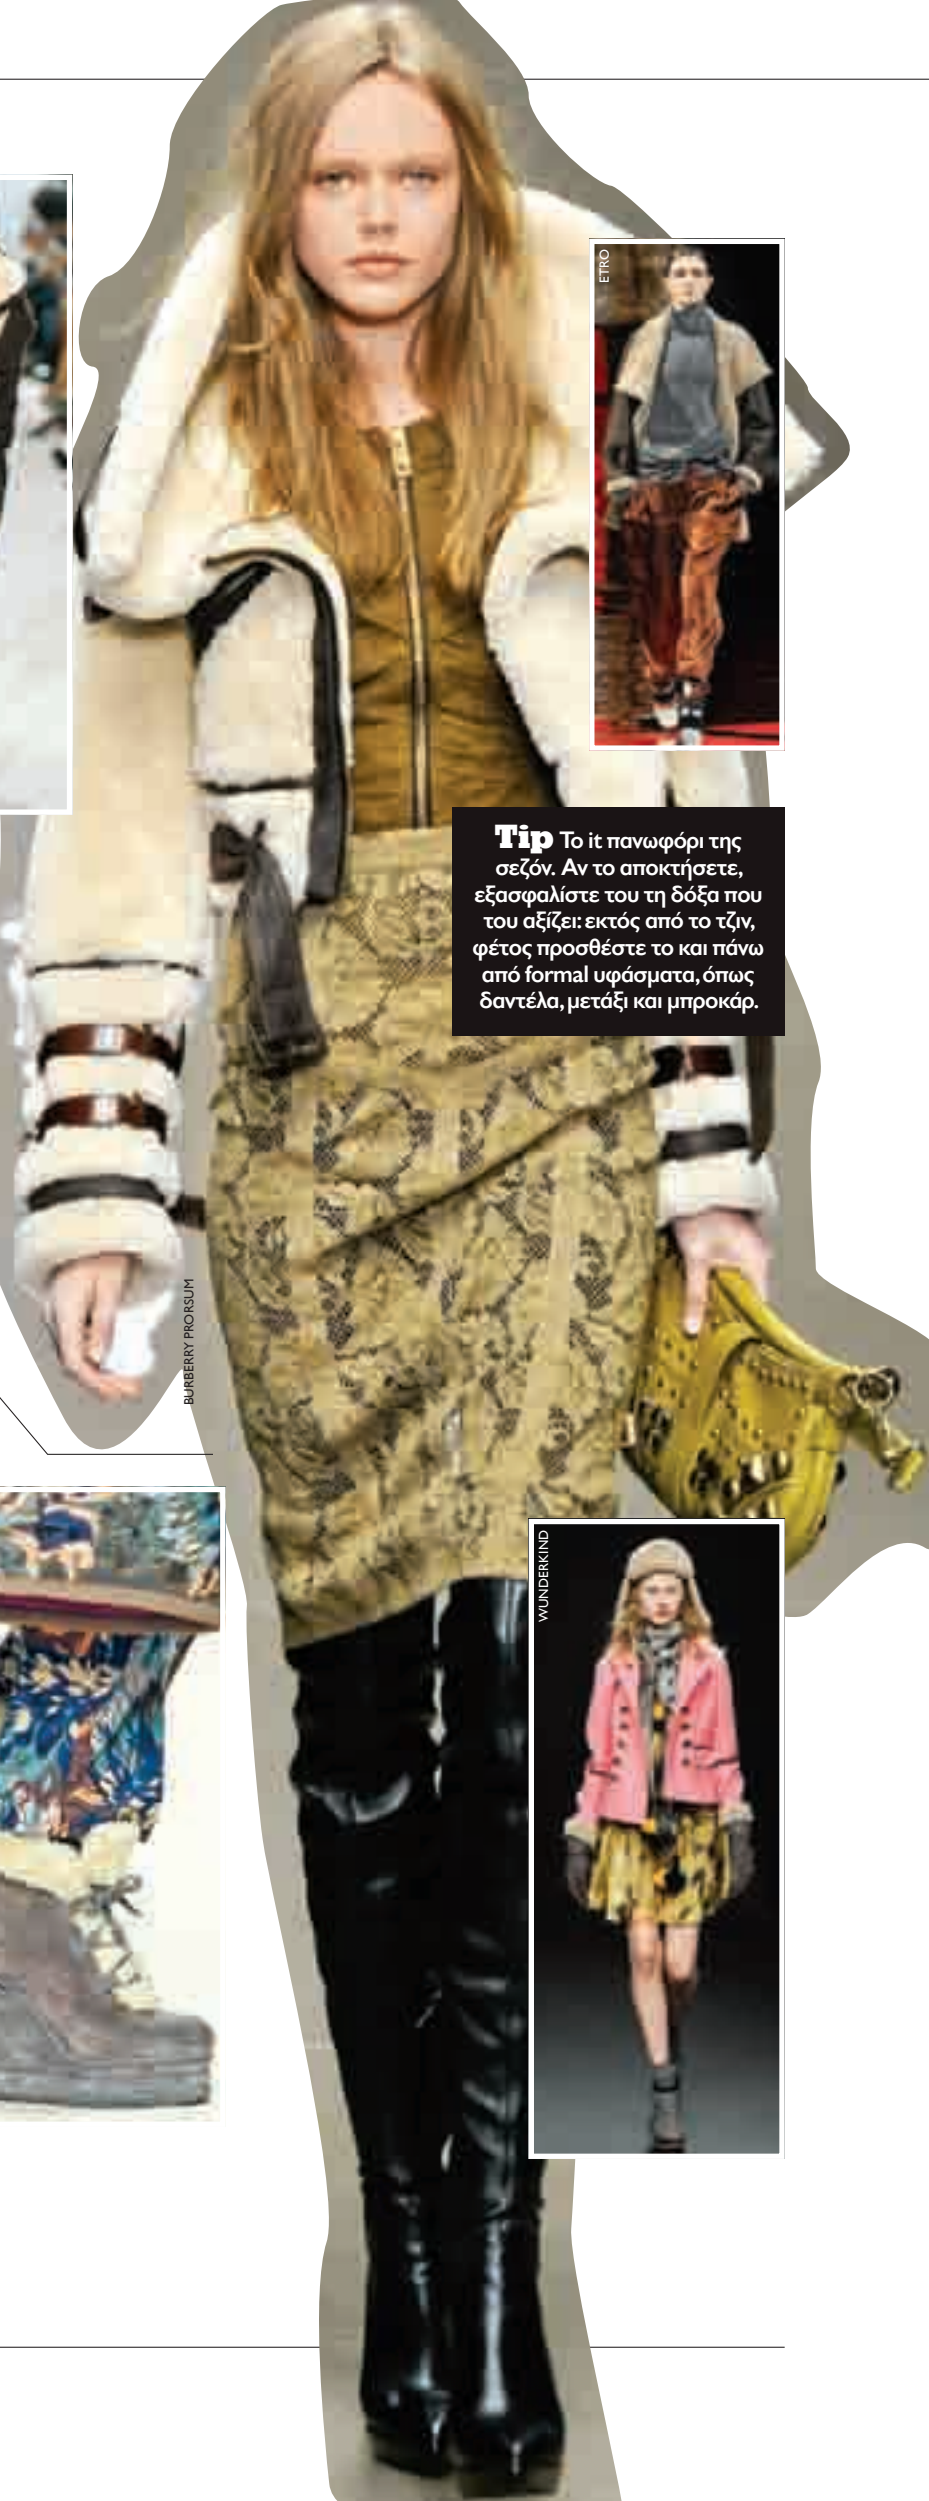 ETRO
Tip Το it πανωφόρι της
σεζόν. Αν το αποκτήσετε,
εξασφαλίστε του τη δόξα που
του αξίζει: εκτός από το τζιν,
φέτος προσθέστε το και πάνω
από formal υφάσματα, όπως
δαντέλα, μετάξι και μπροκάρ.
BURBERRY PRORSUM
WUNDERKIND